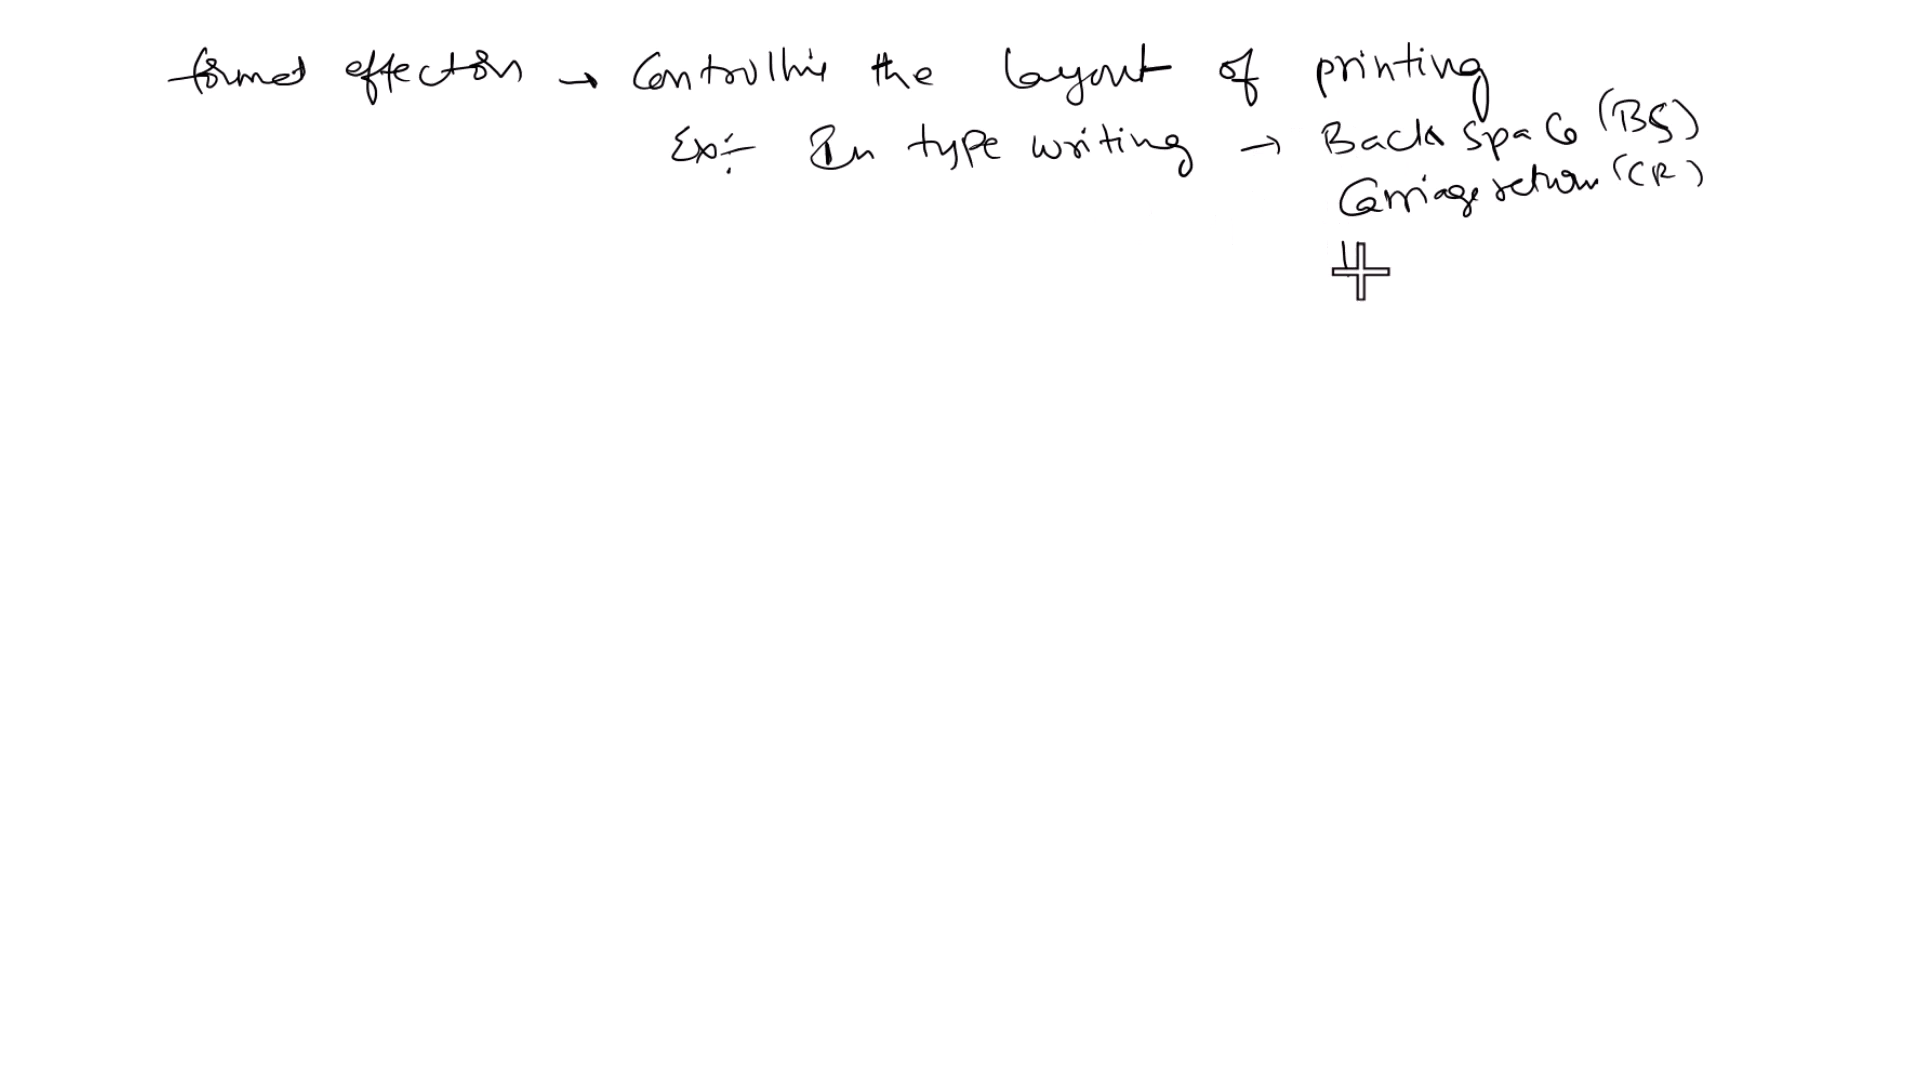 format effectors → Controlling the layout of printing
Ex:- In type writing → Back space (BS)
Carriage return (CR)